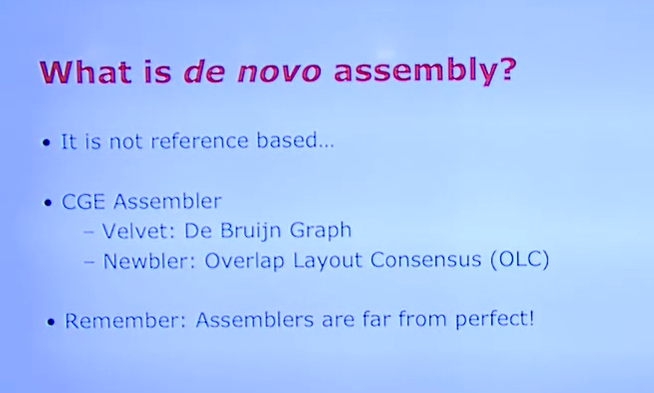 What is de novo assembly?
• It is not reference based...
• CGE Assembler
– Velvet: De Bruijn Graph
– Newbler: Overlap Layout Consensus (OLC)
• Remember: Assemblers are far from perfect!